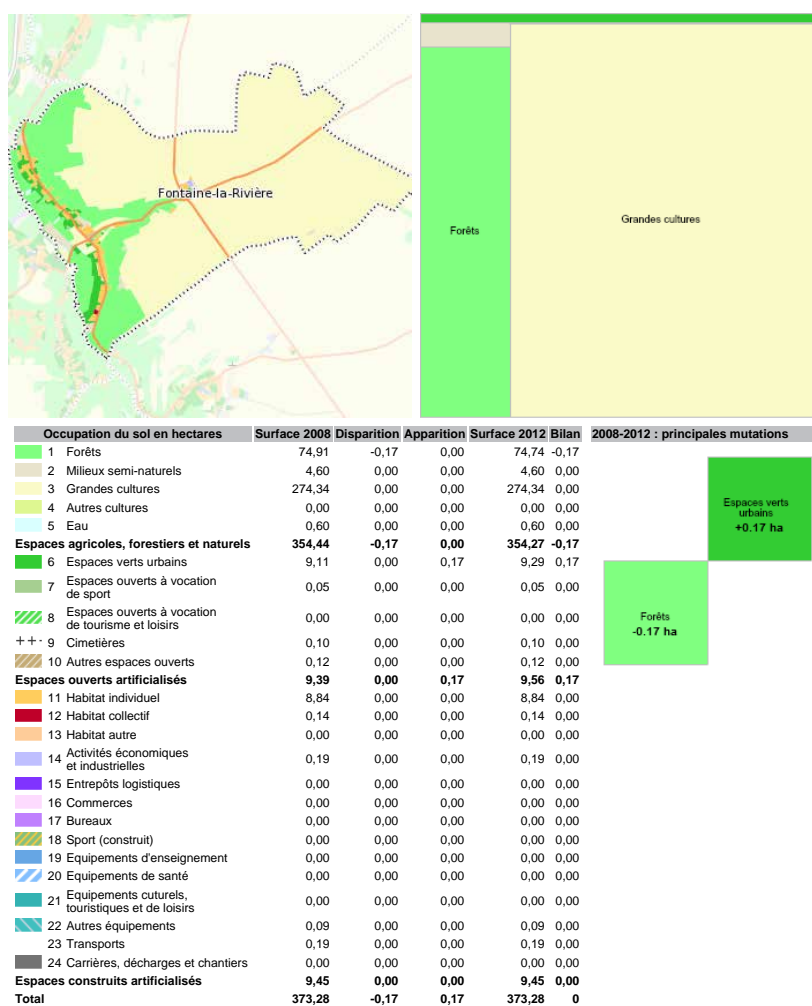 Fontaine-la-Rivière
Forêts
Grandes cultures
Occupation du sol en hectares Surface 2008 Disparition Apparition Surface 2012 Bilan 2008-2012 : principales mutations
1 Forêts 74,91 -0,17 0,00 74,74 -0,17
2 Milieux semi-naturels 4,60 0,00 0,00 4,60 0,00
3 Grandes cultures 274,34 0,00 0,00 274,34 0,00
4 Autres cultures 0,00 0,00 0,00 0,00 0,00
5 Eau 0,60 0,00 0,00 0,60 0,00
Espaces agricoles, forestiers et naturels 354,44 -0,17 0,00 354,27 -0,17
6 Espaces verts urbains 9,11 0,00 0,17 9,29 0,17
7 Espaces ouverts à vocation
de sport 0,05 0,00 0,00 0,05 0,00
8 Espaces ouverts à vocation
de tourisme et loisirs 0,00 0,00 0,00 0,00 0,00
9 Cimetières 0,10 0,00 0,00 0,10 0,00
10 Autres espaces ouverts 0,12 0,00 0,00 0,12 0,00
Espaces ouverts artificialisés 9,39 0,00 0,17 9,56 0,17
11 Habitat individuel 8,84 0,00 0,00 8,84 0,00
12 Habitat collectif 0,14 0,00 0,00 0,14 0,00
13 Habitat autre 0,00 0,00 0,00 0,00 0,00
14 Activités économiques
et industrielles 0,19 0,00 0,00 0,19 0,00
15 Entrepôts logistiques 0,00 0,00 0,00 0,00 0,00
16 Commerces 0,00 0,00 0,00 0,00 0,00
17 Bureaux 0,00 0,00 0,00 0,00 0,00
18 Sport (construit) 0,00 0,00 0,00 0,00 0,00
19 Equipements d'enseignement 0,00 0,00 0,00 0,00 0,00
20 Equipements de santé 0,00 0,00 0,00 0,00 0,00
21 Equipements cuturels,
touristiques et de loisirs 0,00 0,00 0,00 0,00 0,00
22 Autres équipements 0,09 0,00 0,00 0,09 0,00
23 Transports 0,19 0,00 0,00 0,19 0,00
24 Carrières, décharges et chantiers 0,00 0,00 0,00 0,00 0,00
Espaces construits artificialisés 9,45 0,00 0,00 9,45 0,00
Total 373,28 -0,17 0,17 373,28 0
Espaces verts
urbains
+0.17 ha
Forêts
-0.17 ha